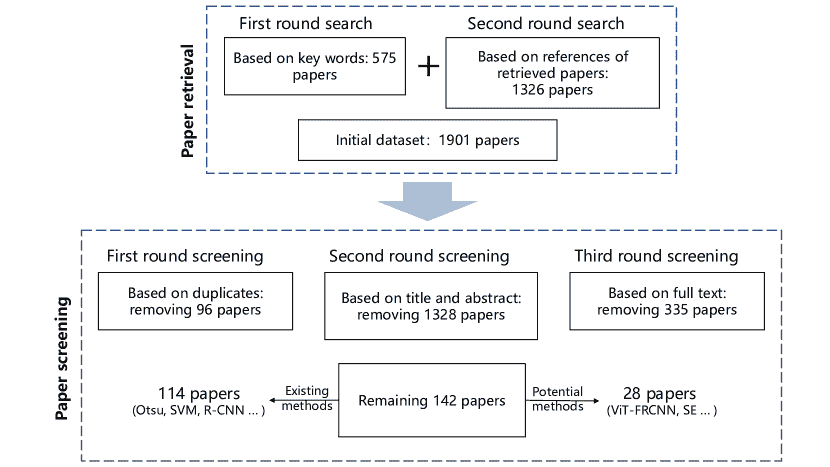 Paper retrieval
First round search
Second round search
Based on key words: 575
papers
+
Based on references of
retrieved papers:
1326 papers
Initial dataset: 1901 papers
Paper screening
First round screening
Second round screening
Third round screening
Based on duplicates:
removing 96 papers
Based on title and abstract:
removing 1328 papers
Based on full text:
removing 335 papers
114 papers
(Otsu, SVM, R-CNN ... )
Existing
methods
Remaining 142 papers
Potential
methods
28 papers
(ViT-FRCNN, SE ... )